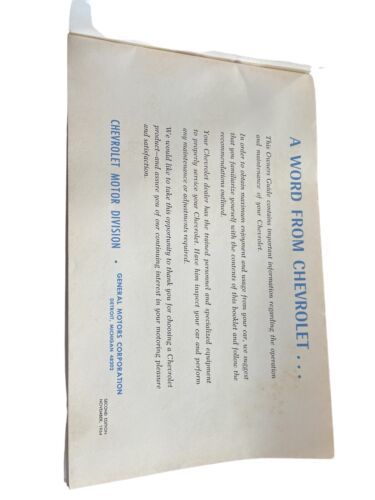 A WORD FROM CHEVROLET . . .
This Owners Guide contains important information regarding the operation
and maintenance of your Chevrolet.
In order to obtain maximum enjoyment and usage from your car, we suggest
that you familiarize yourself with the contents of this booklet and follow the
recommendations outlined.
Your Chevrolet dealer has the trained personnel and specialized equipment
to properly service your Chevrolet. Have him inspect your car and perform
any maintenance or adjustments required.
We would like to take this opportunity to thank you for choosing a Chevrolet
product—and assure you of our continuing interest in your motoring pleasure
and satisfaction.
CHEVROLET MOTOR DIVISION • GENERAL MOTORS CORPORATION
DETROIT, MICHIGAN 48202
SECOND EDITION
NOVEMBER, 1964